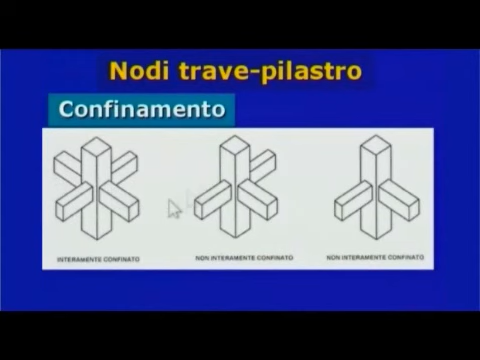 Nodi trave-pilastro
Confinamento
INTERAMENTE CONFINATO
NON INTERAMENTE CONFINATO
NON INTERAMENTE CONFINATO